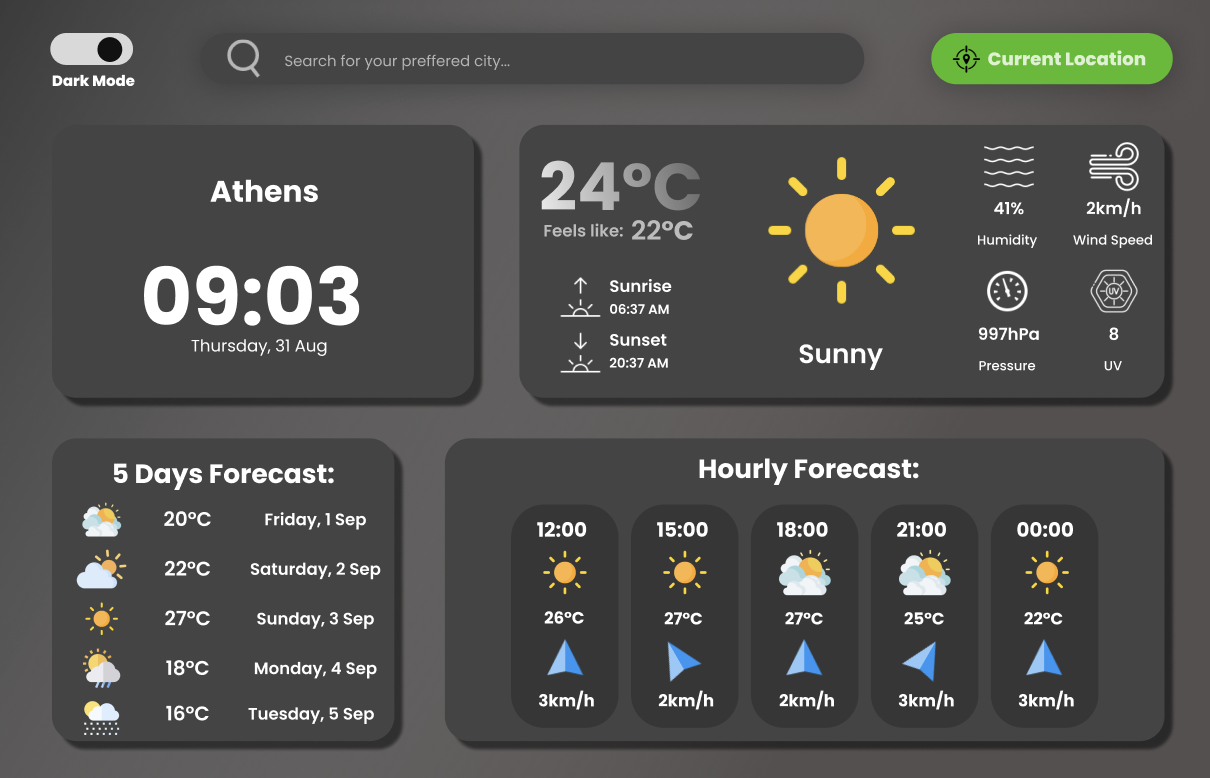 Dark Mode
Search for your preffered city...
Current Location
Athens
09:03
Thursday, 31 Aug
24°C
Feels like: 22°C
Sunrise
06:37 AM
Sunset
20:37 AM
Sunny
41%
Humidity
2km/h
Wind Speed
997hPa
Pressure
UV
8
UV
5 Days Forecast:
20°C Friday, 1 Sep
22°C Saturday, 2 Sep
27°C Sunday, 3 Sep
18°C Monday, 4 Sep
16°C Tuesday, 5 Sep
Hourly Forecast:
12:00 15:00 18:00 21:00 00:00
26°C 27°C 27°C 25°C 22°C
3km/h 2km/h 2km/h 3km/h 3km/h